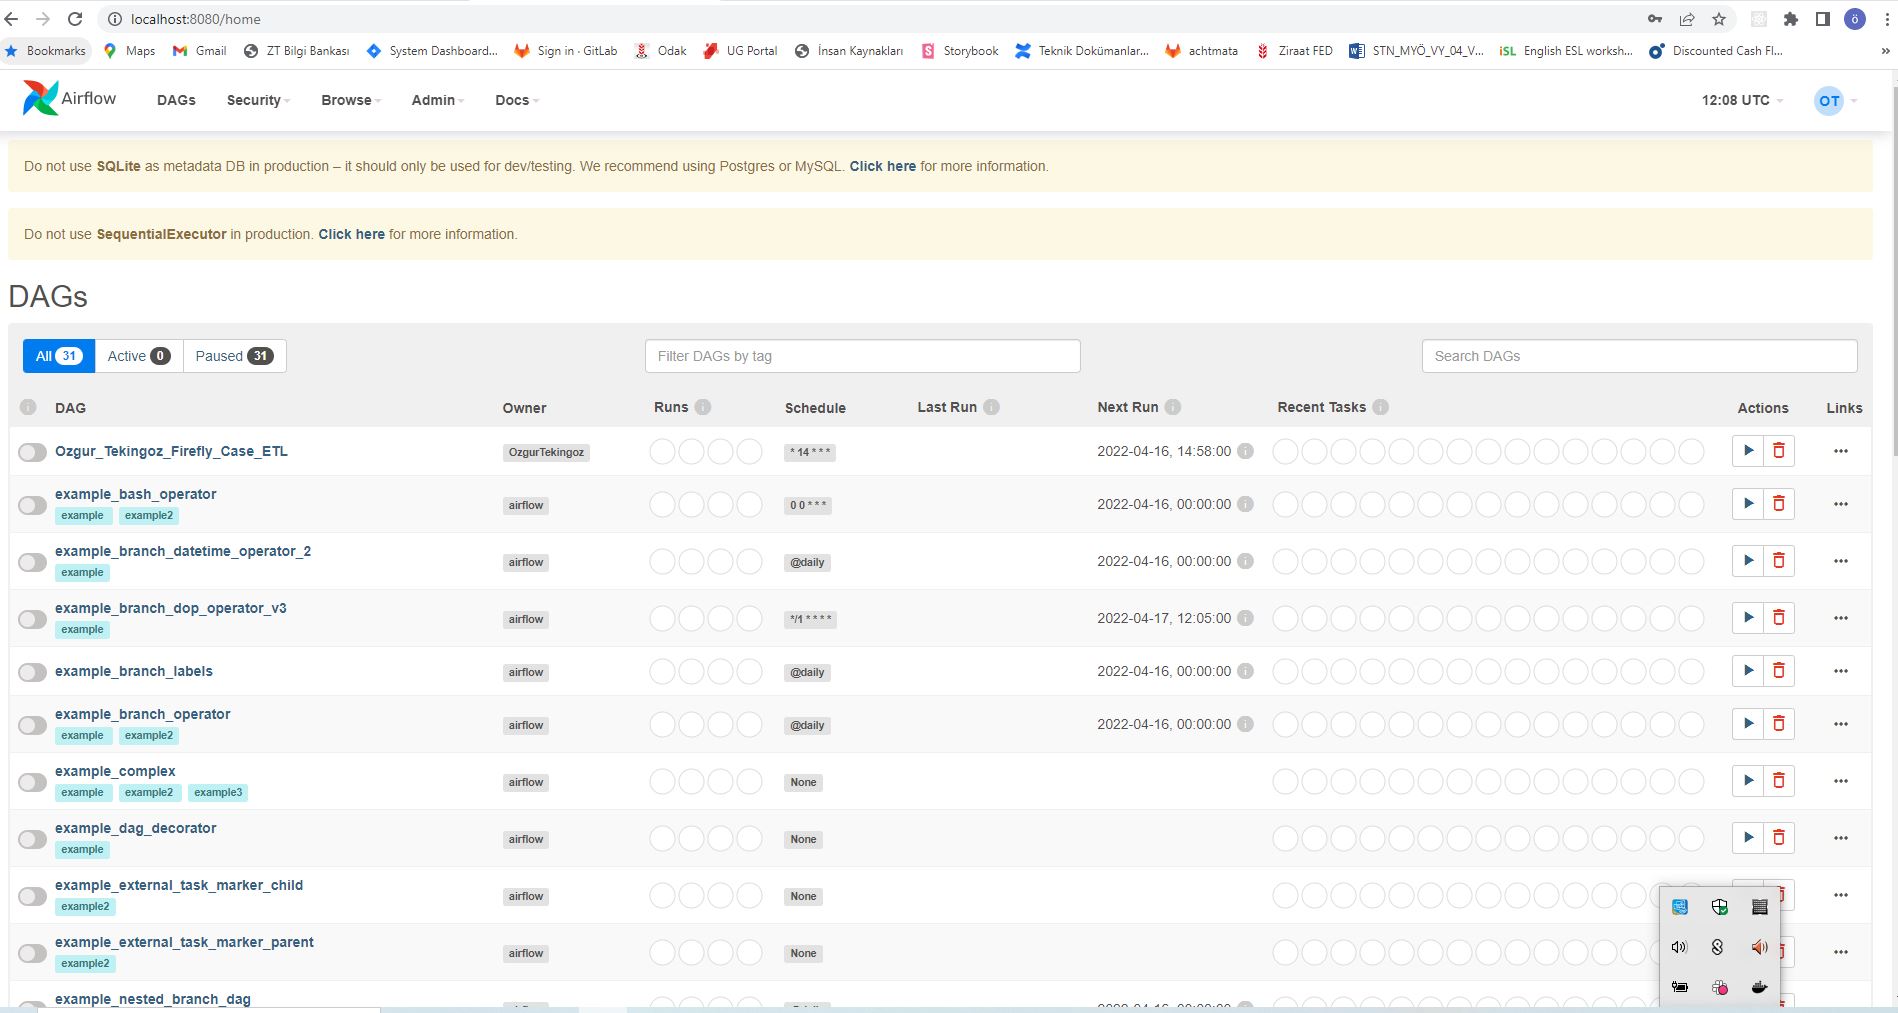 localhost:8080/home
ö
Bookmarks Maps Gmail ZT Bilgi Bankası System Dashboard... Sign in · GitLab Odak UG Portal İnsan Kaynakları Storybook Teknik Dokümanlar... achtmata Ziraat FED STN_MYÖ_VY_04_V... iSL English ESL worksh... Discounted Cash Fl... »
Airflow DAGs Security Browse Admin Docs 12:08 UTC OT
Do not use SQLite as metadata DB in production – it should only be used for dev/testing. We recommend using Postgres or MySQL. Click here for more information.
Do not use SequentialExecutor in production. Click here for more information.
DAGs
All 31 Active 0 Paused 31 Filter DAGs by tag Search DAGs
DAG Owner Runs Schedule Last Run Next Run Recent Tasks Actions Links
Ozgur_Tekingoz_Firefly_Case_ETL OzgurTekingoz * 14 * * * 2022-04-16, 14:58:00
example_bash_operator
airflow 0 0 * * * 2022-04-16, 00:00:00
example example2
example_branch_datetime_operator_2
airflow @daily 2022-04-16, 00:00:00
example
example_branch_dop_operator_v3
airflow */1 * * * * 2022-04-17, 12:05:00
example
example_branch_labels airflow @daily 2022-04-16, 00:00:00
example_branch_operator
airflow @daily 2022-04-16, 00:00:00
example example2
example_complex
airflow None
example example2 example3
example_dag_decorator
airflow None
example
example_external_task_marker_child
airflow None
example2
example_external_task_marker_parent
airflow None
example2
example_nested_branch_dag